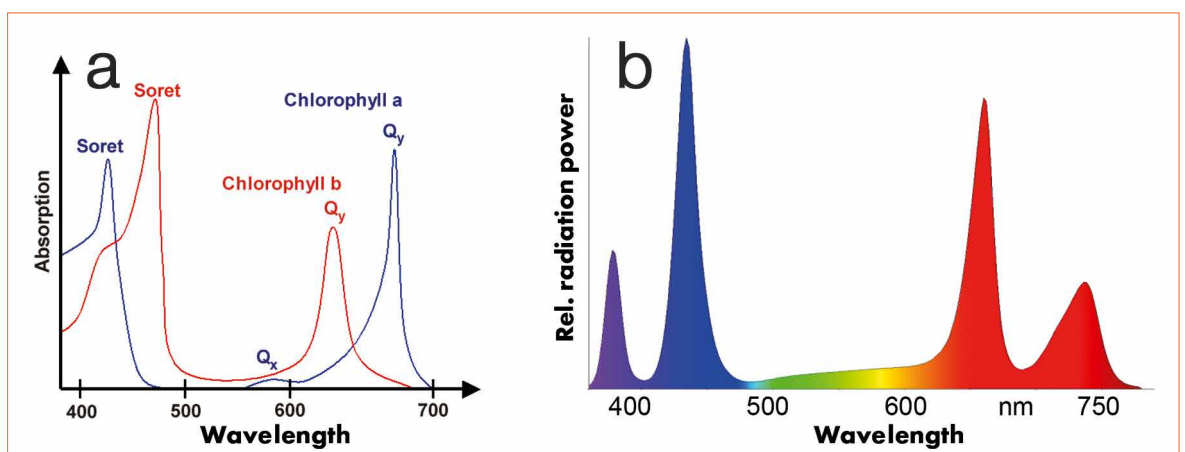 a
Soret
Soret
Chlorophyll a
Qy
Chlorophyll b
Qy
Qx
Absorption
400 500 600 700
Wavelength
b
Rel. radiation power
400 500 600 nm 750
Wavelength